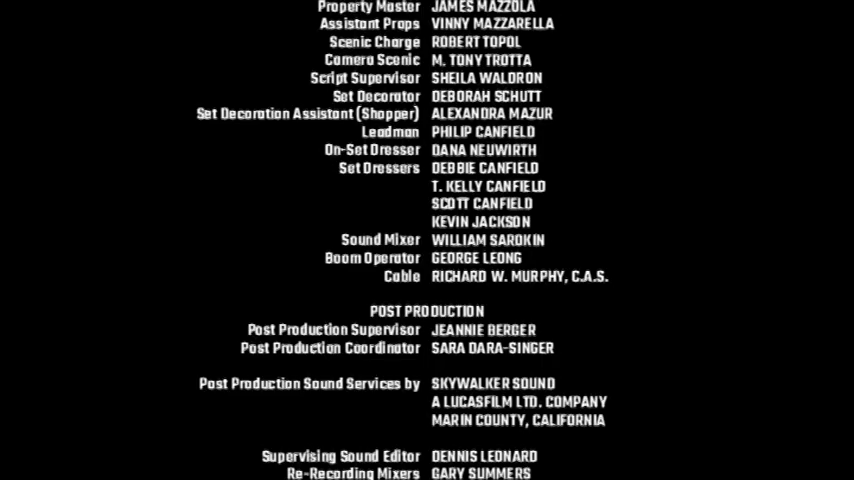 Property Master JAMES MAZZOLA
Assistant Props VINNY MAZZARELLA
Scenic Charge ROBERT TOPOL
Camera Scenic M. TONY TROTTA
Script Supervisor SHEILA WALDRON
Set Decorator DEBORAH SCHUTT
Set Decoration Assistant (Shopper) ALEXANDRA MAZUR
Leadman PHILIP CANFIELD
On-Set Dresser DANA NEUWIRTH
Set Dressers DEBBIE CANFIELD
T. KELLY CANFIELD
SCOTT CANFIELD
KEVIN JACKSON
Sound Mixer WILLIAM SAROKIN
Boom Operator GEORGE LEONG
Cable RICHARD W. MURPHY, C.A.S.
POST PRODUCTION
Post Production Supervisor JEANNIE BERGER
Post Production Coordinator SARA DARA-SINGER
Post Production Sound Services by SKYWALKER SOUND
A LUCASFILM LTD. COMPANY
MARIN COUNTY, CALIFORNIA
Supervising Sound Editor DENNIS LEONARD
Re-Recording Mixers GARY SUMMERS